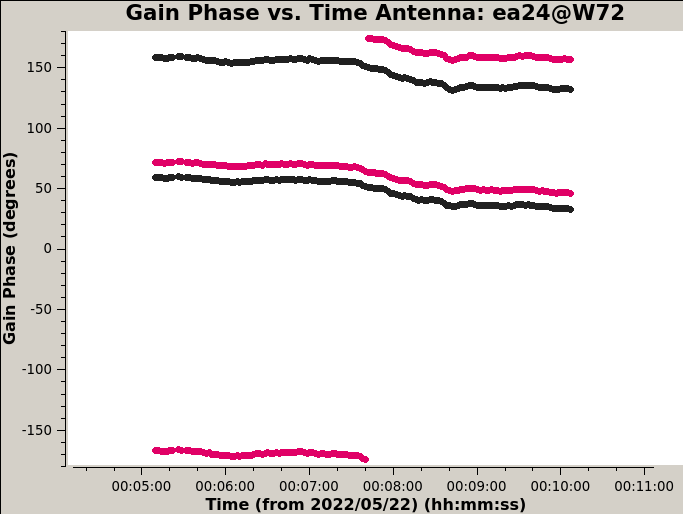 Gain Phase vs. Time Antenna: ea24@W72
Gain Phase (degrees)
150
100
50
0
-50
-100
-150
00:05:00 00:06:00 00:07:00 00:08:00 00:09:00 00:10:00 00:11:00
Time (from 2022/05/22) (hh:mm:ss)